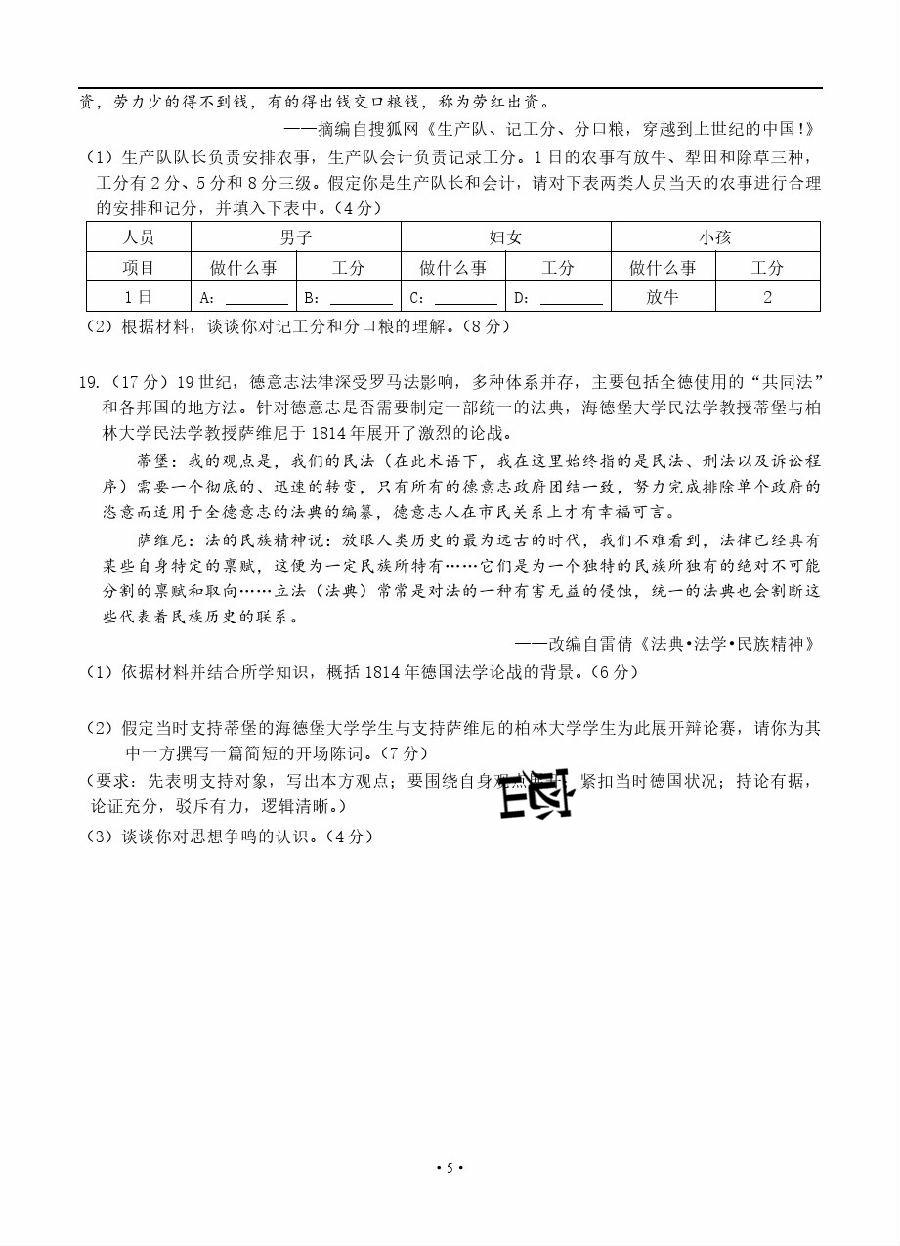 资，劳力少的得不到钱，有的得出钱交口粮钱，称为劳红出资。
——摘编自搜狐网《生产队、记工分、分口粮，穿越到上世纪的中国！》
（1）生产队队长负责安排农事，生产队会计负责记录工分。1日的农事有放牛、犁田和除草三种，
工分有2分、5分和8分三级。假定你是生产队长和会计，请对下表两类人员当天的农事进行合理
的安排和记分，并填入下表中。（4分）
人员 男子 妇女 小孩
项目 做什么事 工分 做什么事 工分 做什么事 工分
1日 A：______ B：______ C：______ D：______ 放牛 2
（2）根据材料，谈谈你对记工分和分口粮的理解。（8分）
19.（17分）19世纪，德意志法律深受罗马法影响，多种体系并存，主要包括全德使用的“共同法”
和各邦国的地方法。针对德意志是否需要制定一部统一的法典，海德堡大学民法学教授蒂堡与柏
林大学民法学教授萨维尼于1814年展开了激烈的论战。
蒂堡：我的观点是，我们的民法（在此术语下，我在这里始终指的是民法、刑法以及诉讼程
序）需要一个彻底的、迅速的转变，只有所有的德意志政府团结一致，努力完成排除单个政府的
恣意而适用于全德意志的法典的编纂，德意志人在市民关系上才有幸福可言。
萨维尼：法的民族精神说：放眼人类历史的最为远古的时代，我们不难看到，法律已经具有
某些自身特定的禀赋，这便为一定民族所特有……它们是为一个独特的民族所独有的绝对不可能
分割的禀赋和取向……立法（法典）常常是对法的一种有害无益的侵蚀，统一的法典也会割断这
些代表着民族历史的联系。
——改编自雷倩《法典•法学•民族精神》
（1）依据材料并结合所学知识，概括1814年德国法学论战的背景。（6分）
（2）假定当时支持蒂堡的海德堡大学学生与支持萨维尼的柏林大学学生为此展开辩论赛，请你为其
中一方撰写一篇简短的开场陈词。（7分）
（要求：先表明支持对象，写出本方观点；要围绕自身观点 紧扣当时德国状况；持论有据，
论证充分，驳斥有力，逻辑清晰。）
（3）谈谈你对思想争鸣的认识。（4分）
•5•